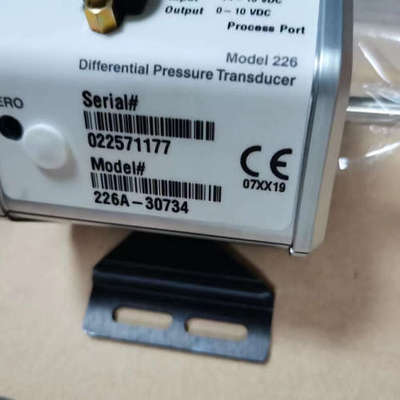 Output 0 – 10 VDC
Process Port
Model 226
Differential Pressure Transducer
ERO
Serial#
022571177
Model#
226A-30734
CE
07XX19